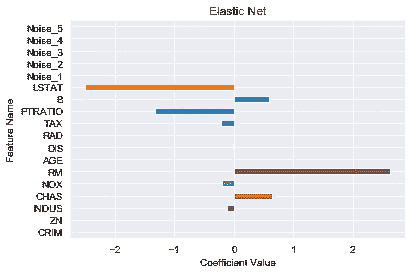 Elastic Net
Noise_5
Noise_4
Noise_3
Noise_2
Noise_1
LSTAT
B
PTRATIO
TAX
RAD
DIS
AGE
RM
NOX
CHAS
INDUS
ZN
CRIM
Feature Name
−2 −1 0 1 2
Coefficient Value